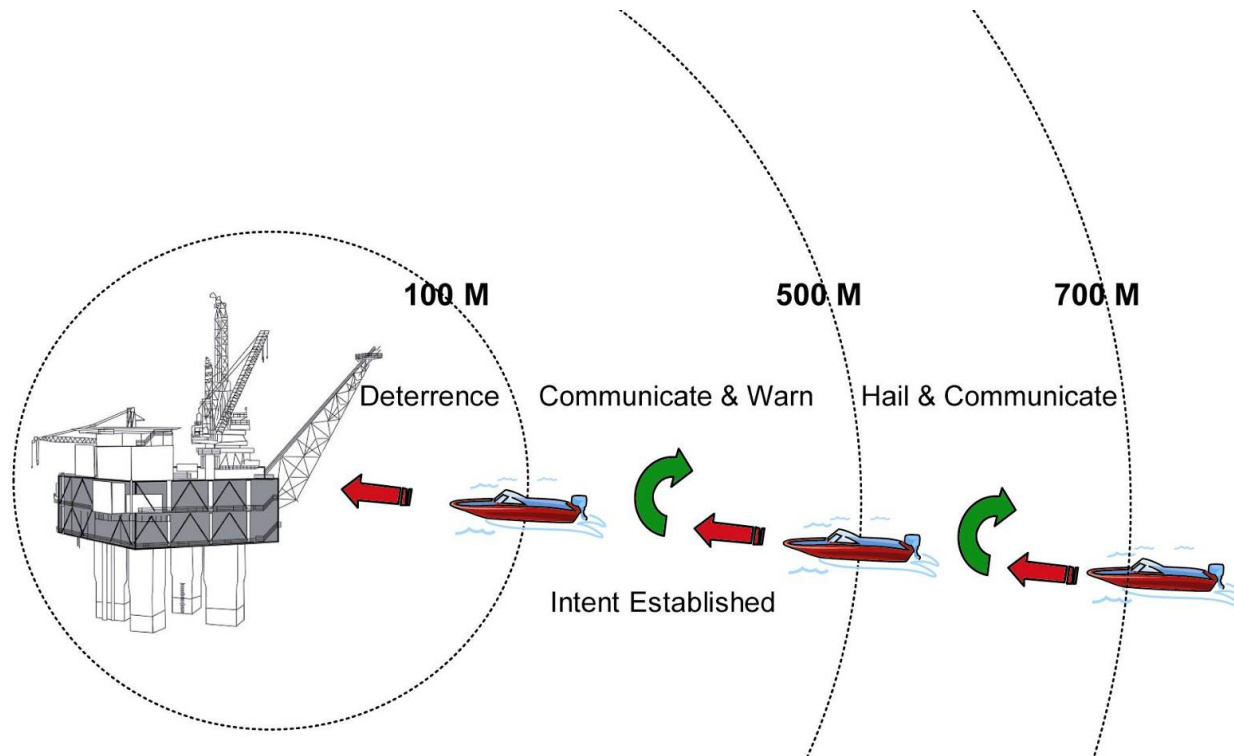 100 M
500 M
700 M
Deterrence
Communicate & Warn
Hail & Communicate
Intent Established